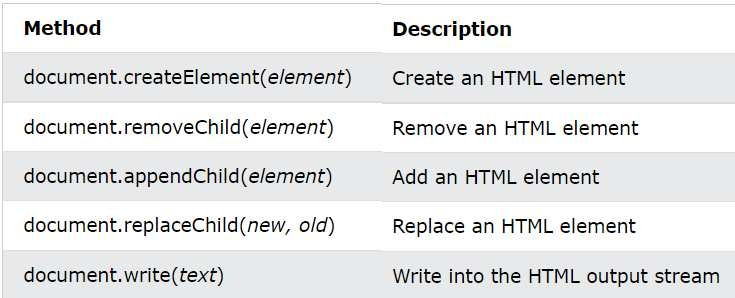 Method Description
document.createElement(element) Create an HTML element
document.removeChild(element) Remove an HTML element
document.appendChild(element) Add an HTML element
document.replaceChild(new, old) Replace an HTML element
document.write(text) Write into the HTML output stream